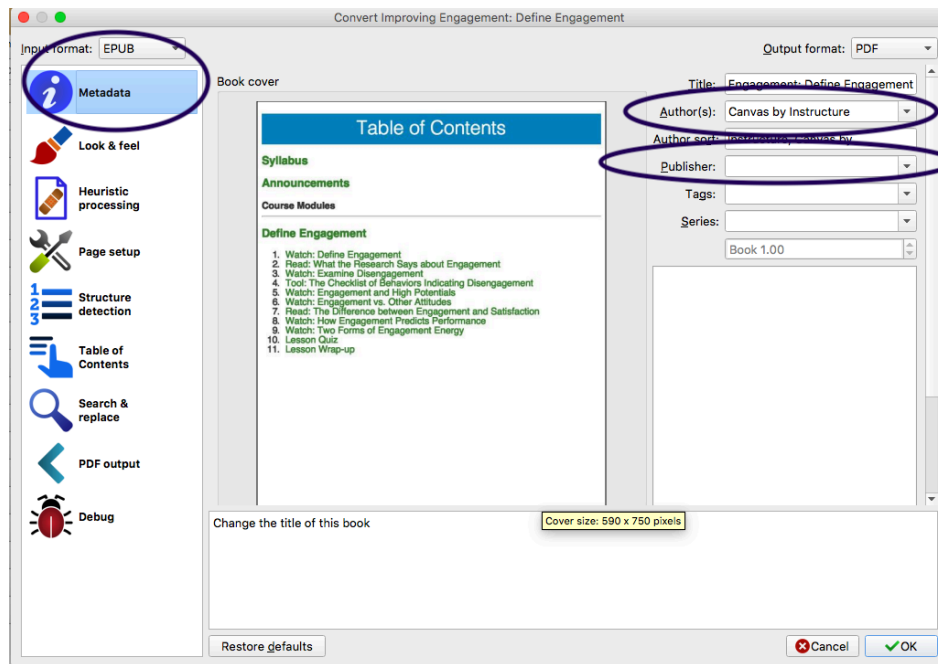 Convert Improving Engagement: Define Engagement
Input format: EPUB
Output format: PDF
Metadata
Look & feel
Heuristic
processing
Page setup
Structure
detection
Table of
Contents
Search &
replace
PDF output
Debug
Book cover
Table of Contents
Syllabus
Announcements
Course Modules
Define Engagement
1. Watch: Define Engagement
2. Read: What the Research Says about Engagement
3. Watch: Examine Disengagement
4. Tool: The Checklist of Behaviors Indicating Disengagement
5. Watch: Engagement and High Potentials
6. Watch: Engagement vs. Other Attitudes
7. Read: The Difference between Engagement and Satisfaction
8. Watch: How Engagement Predicts Performance
9. Watch: Two Forms of Engagement Energy
10. Lesson Quiz
11. Lesson Wrap-up
Title: Engagement: Define Engagement
Author(s): Canvas by Instructure
Author sort: Instructure, Canvas by
Publisher:
Tags:
Series:
Book 1.00
Change the title of this book
Cover size: 590 x 750 pixels
Restore defaults
Cancel
OK